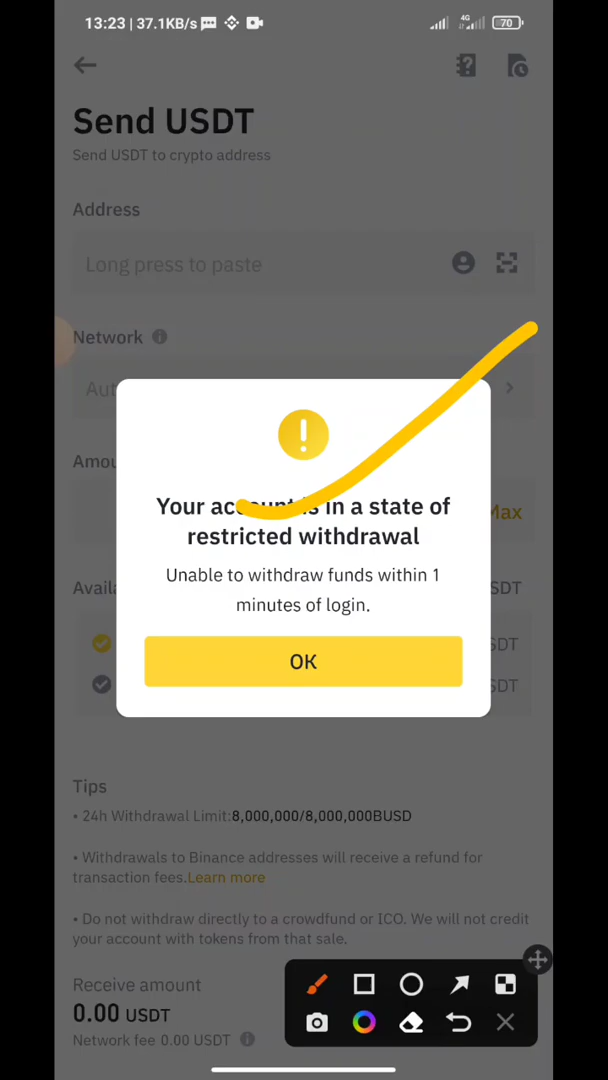 13:23 | 37.1KB/s
4G
70
Send USDT
Send USDT to crypto address
Address
Long press to paste
Network
Amou
Max
Your account is in a state of
restricted withdrawal
Unable to withdraw funds within 1
minutes of login.
Availa
SDT
OK
SDT
SDT
Tips
• 24h Withdrawal Limit:8,000,000/8,000,000BUSD
• Withdrawals to Binance addresses will receive a refund for
transaction fees.Learn more
• Do not withdraw directly to a crowdfund or ICO. We will not credit
your account with tokens from that sale.
Receive amount
0.00 USDT
Network fee 0.00 USDT